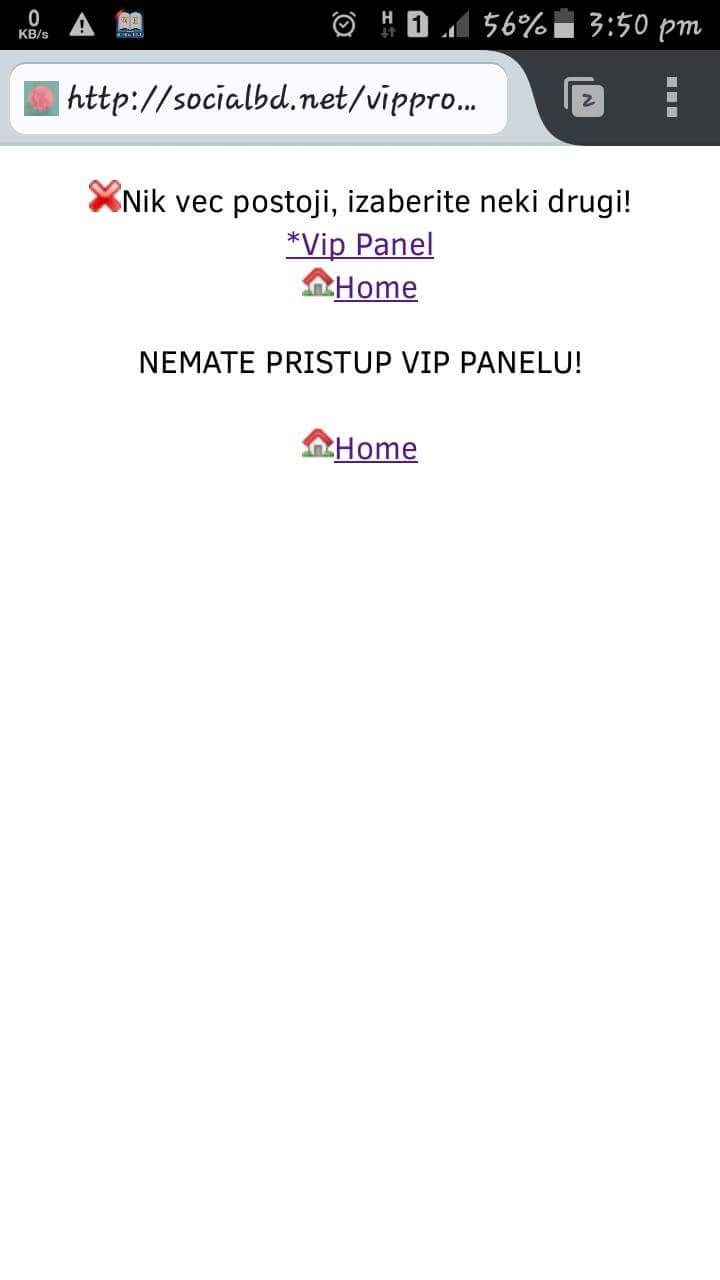 0
KB/s
H
1
56%
3:50 pm
http://socialbd.net/vippro...
2
Nik vec postoji, izaberite neki drugi!
*Vip Panel
Home
NEMATE PRISTUP VIP PANELU!
Home